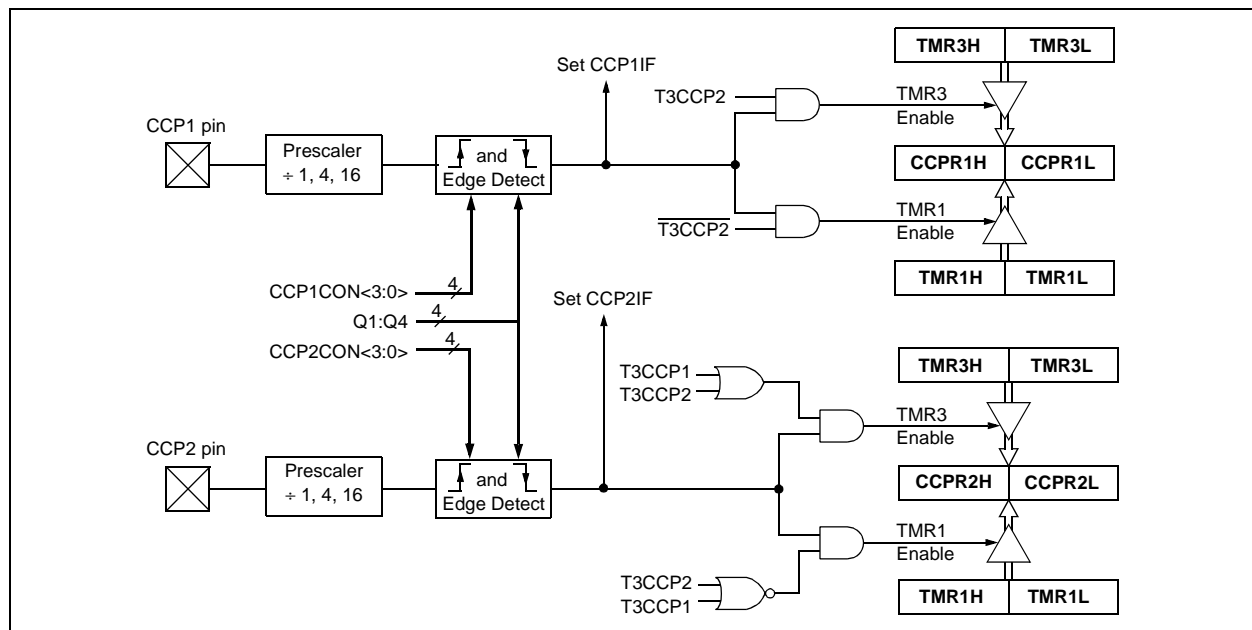 TMR3H TMR3L
Set CCP1IF
T3CCP2
TMR3
Enable
CCP1 pin
Prescaler
÷ 1, 4, 16
and
Edge Detect
CCPR1H CCPR1L
T3CCP2
TMR1
Enable
TMR1H TMR1L
CCP1CON<3:0> 4
Q1:Q4 4
CCP2CON<3:0> 4
Set CCP2IF
TMR3H TMR3L
T3CCP1
T3CCP2
TMR3
Enable
CCP2 pin
Prescaler
÷ 1, 4, 16
and
Edge Detect
CCPR2H CCPR2L
TMR1
Enable
T3CCP2
T3CCP1
TMR1H TMR1L